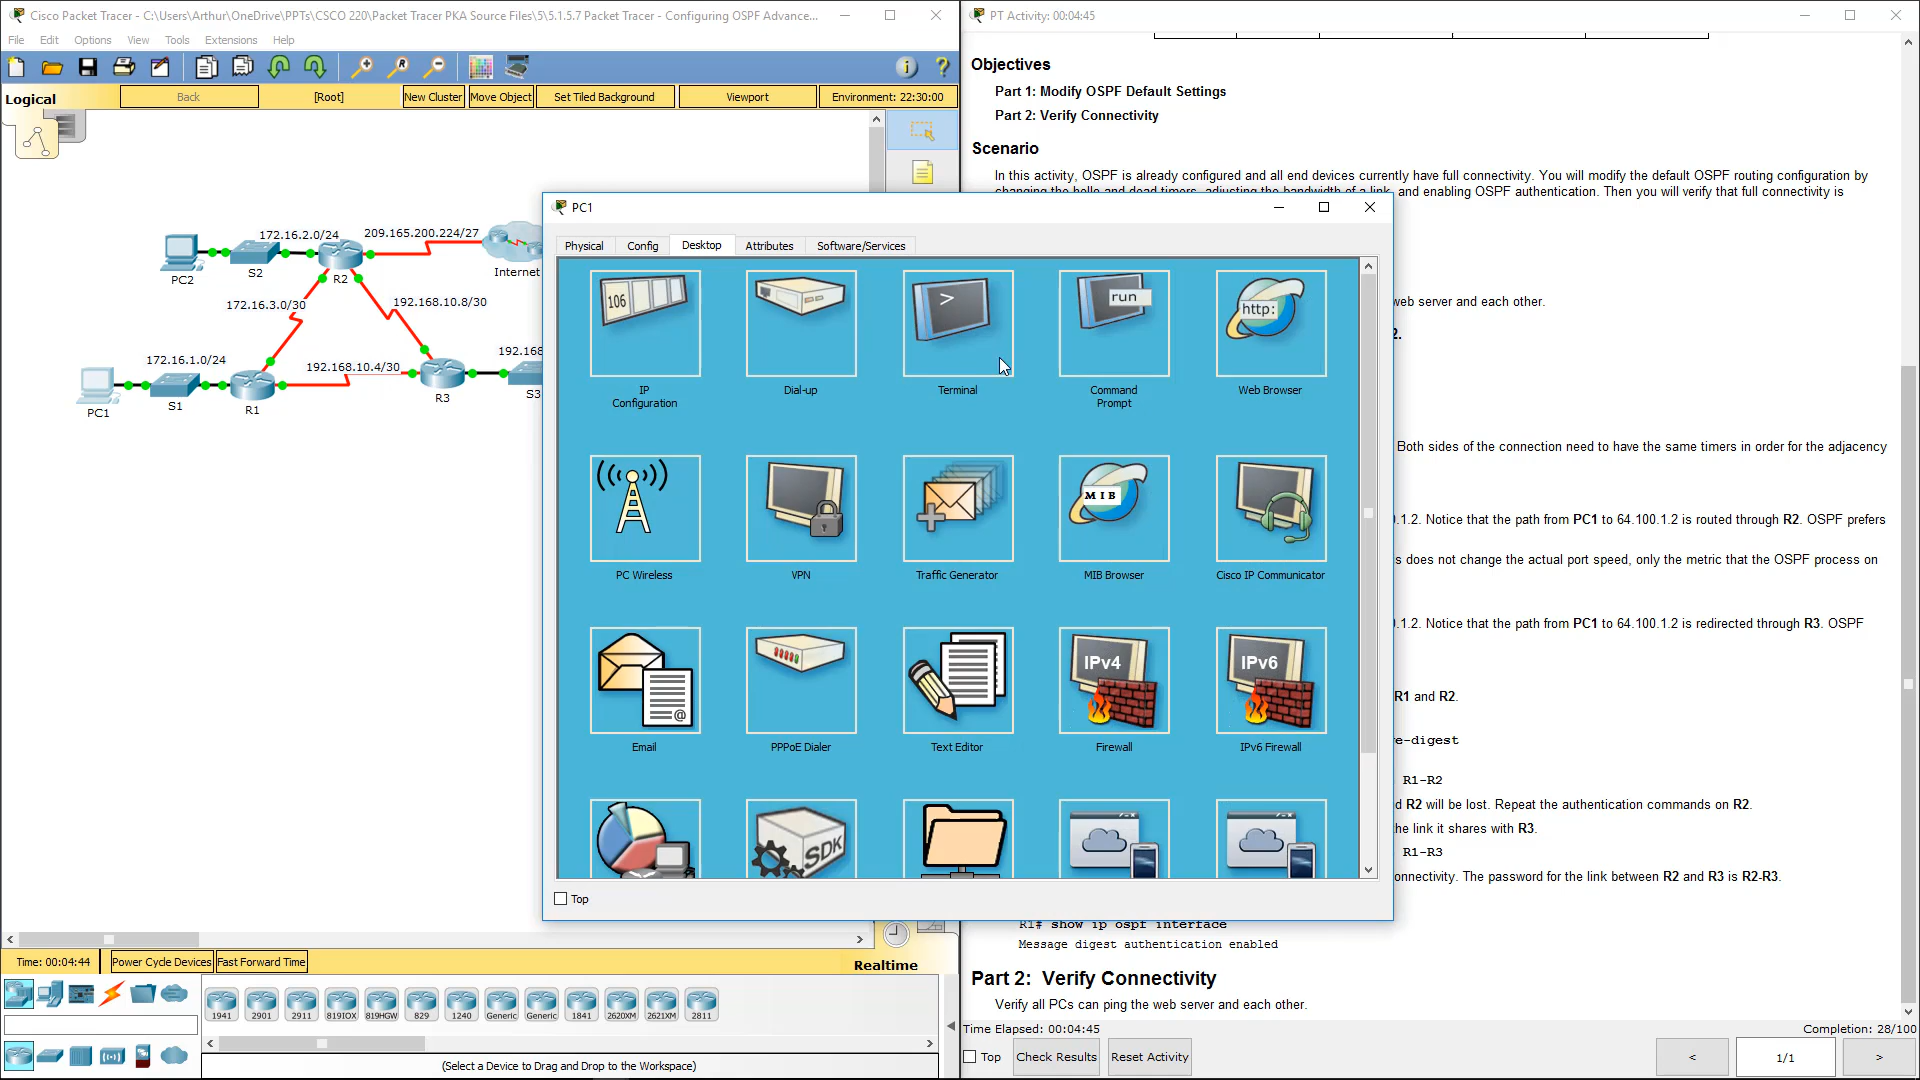 Cisco Packet Tracer - C:\Users\Arthur\OneDrive\PPTs\CSCO 220\Packet Tracer PKA Source Files\5\5.1.5.7 Packet Tracer - Configuring OSPF Advance...
File Edit Options View Tools Extensions Help
Logical
Back
[Root]
New Cluster
Move Object
Set Tiled Background
Viewport
Environment: 22:30:00
172.16.2.0/24
209.165.200.224/27
PC2
S2
R2
Internet
172.16.3.0/30
192.168.10.8/30
172.16.1.0/24
192.168.10.4/30
192.168
PC1
S1
R1
R3
S3
PC1
Physical
Config
Desktop
Attributes
Software/Services
106
>
run
http:
IP
Configuration
Dial-up
Terminal
Command
Prompt
Web Browser
MIB
PC Wireless
VPN
Traffic Generator
MIB Browser
Cisco IP Communicator
@
IPv4
IPv6
Email
PPPoE Dialer
Text Editor
Firewall
IPv6 Firewall
SDK
Top
PT Activity: 00:04:45
Objectives
Part 1: Modify OSPF Default Settings
Part 2: Verify Connectivity
Scenario
In this activity, OSPF is already configured and all end devices currently have full connectivity. You will modify the default OSPF routing configuration by
changing the hello and dead timers, adjusting the bandwidth of a link, and enabling OSPF authentication. Then you will verify that full connectivity is
web server and each other.
2.
Both sides of the connection need to have the same timers in order for the adjacency
.1.2. Notice that the path from PC1 to 64.100.1.2 is routed through R2. OSPF prefers
s does not change the actual port speed, only the metric that the OSPF process on
.1.2. Notice that the path from PC1 to 64.100.1.2 is redirected through R3. OSPF
R1 and R2.
e-digest
R1-R2
d R2 will be lost. Repeat the authentication commands on R2.
the link it shares with R3.
R1-R3
onnectivity. The password for the link between R2 and R3 is R2-R3.
R1# show ip ospf interface
Message digest authentication enabled
Part 2: Verify Connectivity
Verify all PCs can ping the web server and each other.
Time Elapsed: 00:04:45
Completion: 28/100
Top
Check Results
Reset Activity
<
1/1
>
Time: 00:04:44
Power Cycle Devices
Fast Forward Time
Realtime
1941
2901
2911
819IOX
819HGW
829
1240
Generic
Generic
1841
2620XM
2621XM
2811
(Select a Device to Drag and Drop to the Workspace)